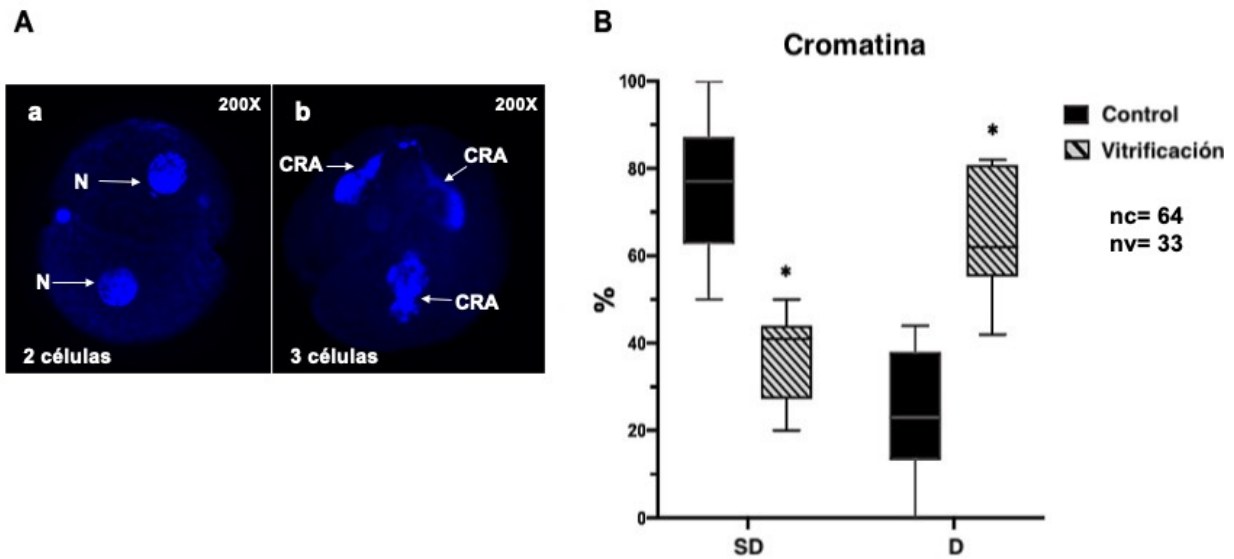 A
a
200X
N
N
2 células
b
200X
CRA
CRA
CRA
3 células
B
Cromatina
%
100
80
60
40
20
0
*
*
SD
D
Control
Vitrificación
nc= 64
nv= 33